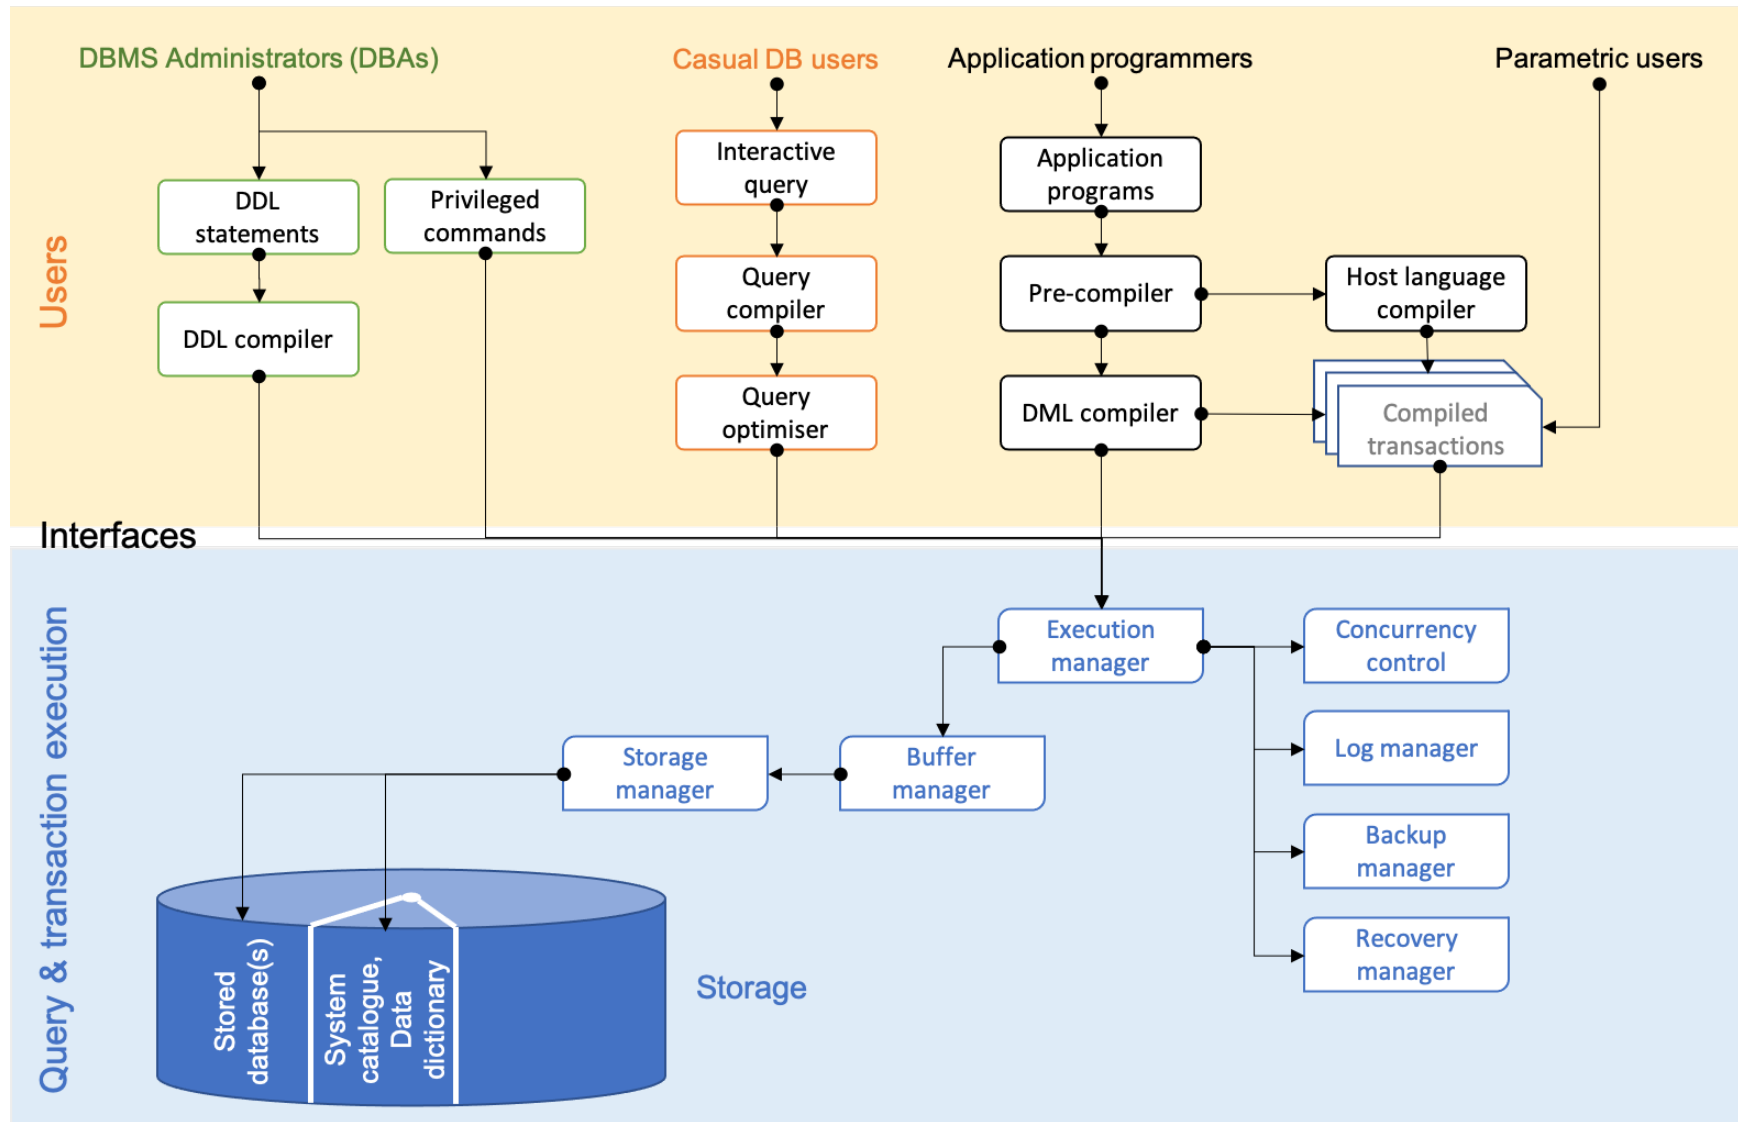 DBMS Administrators (DBAs)
Casual DB users
Application programmers
Parametric users
Users
DDL
statements
Privileged
commands
Interactive
query
Application
programs
DDL compiler
Query
compiler
Pre-compiler
Host language
compiler
Query
optimiser
DML compiler
Compiled
transactions
Interfaces
Query & transaction execution
Execution
manager
Concurrency
control
Storage
manager
Buffer
manager
Log manager
Backup
manager
Recovery
manager
Stored
database(s)
System
catalogue,
Data
dictionary
Storage